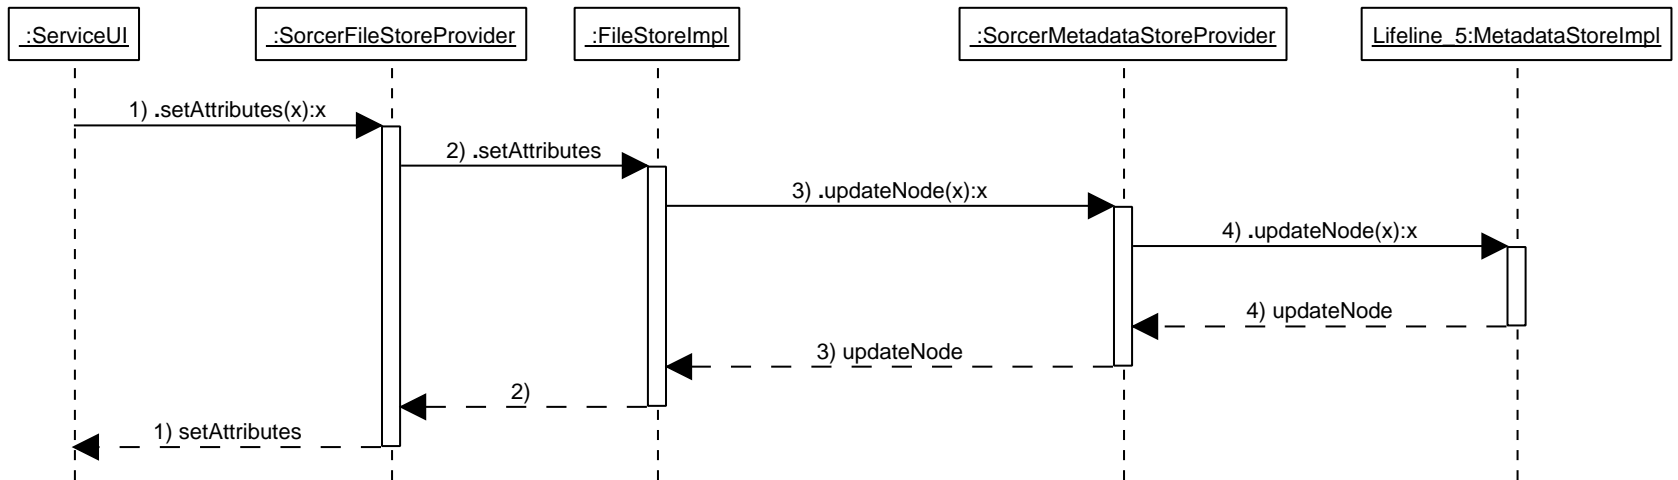 :ServiceUI
:SorcerFileStoreProvider
:FileStoreImpl
:SorcerMetadataStoreProvider
Lifeline_5:MetadataStoreImpl
1) .setAttributes(x):x
2) .setAttributes
3) .updateNode(x):x
4) .updateNode(x):x
4) updateNode
3) updateNode
2)
1) setAttributes